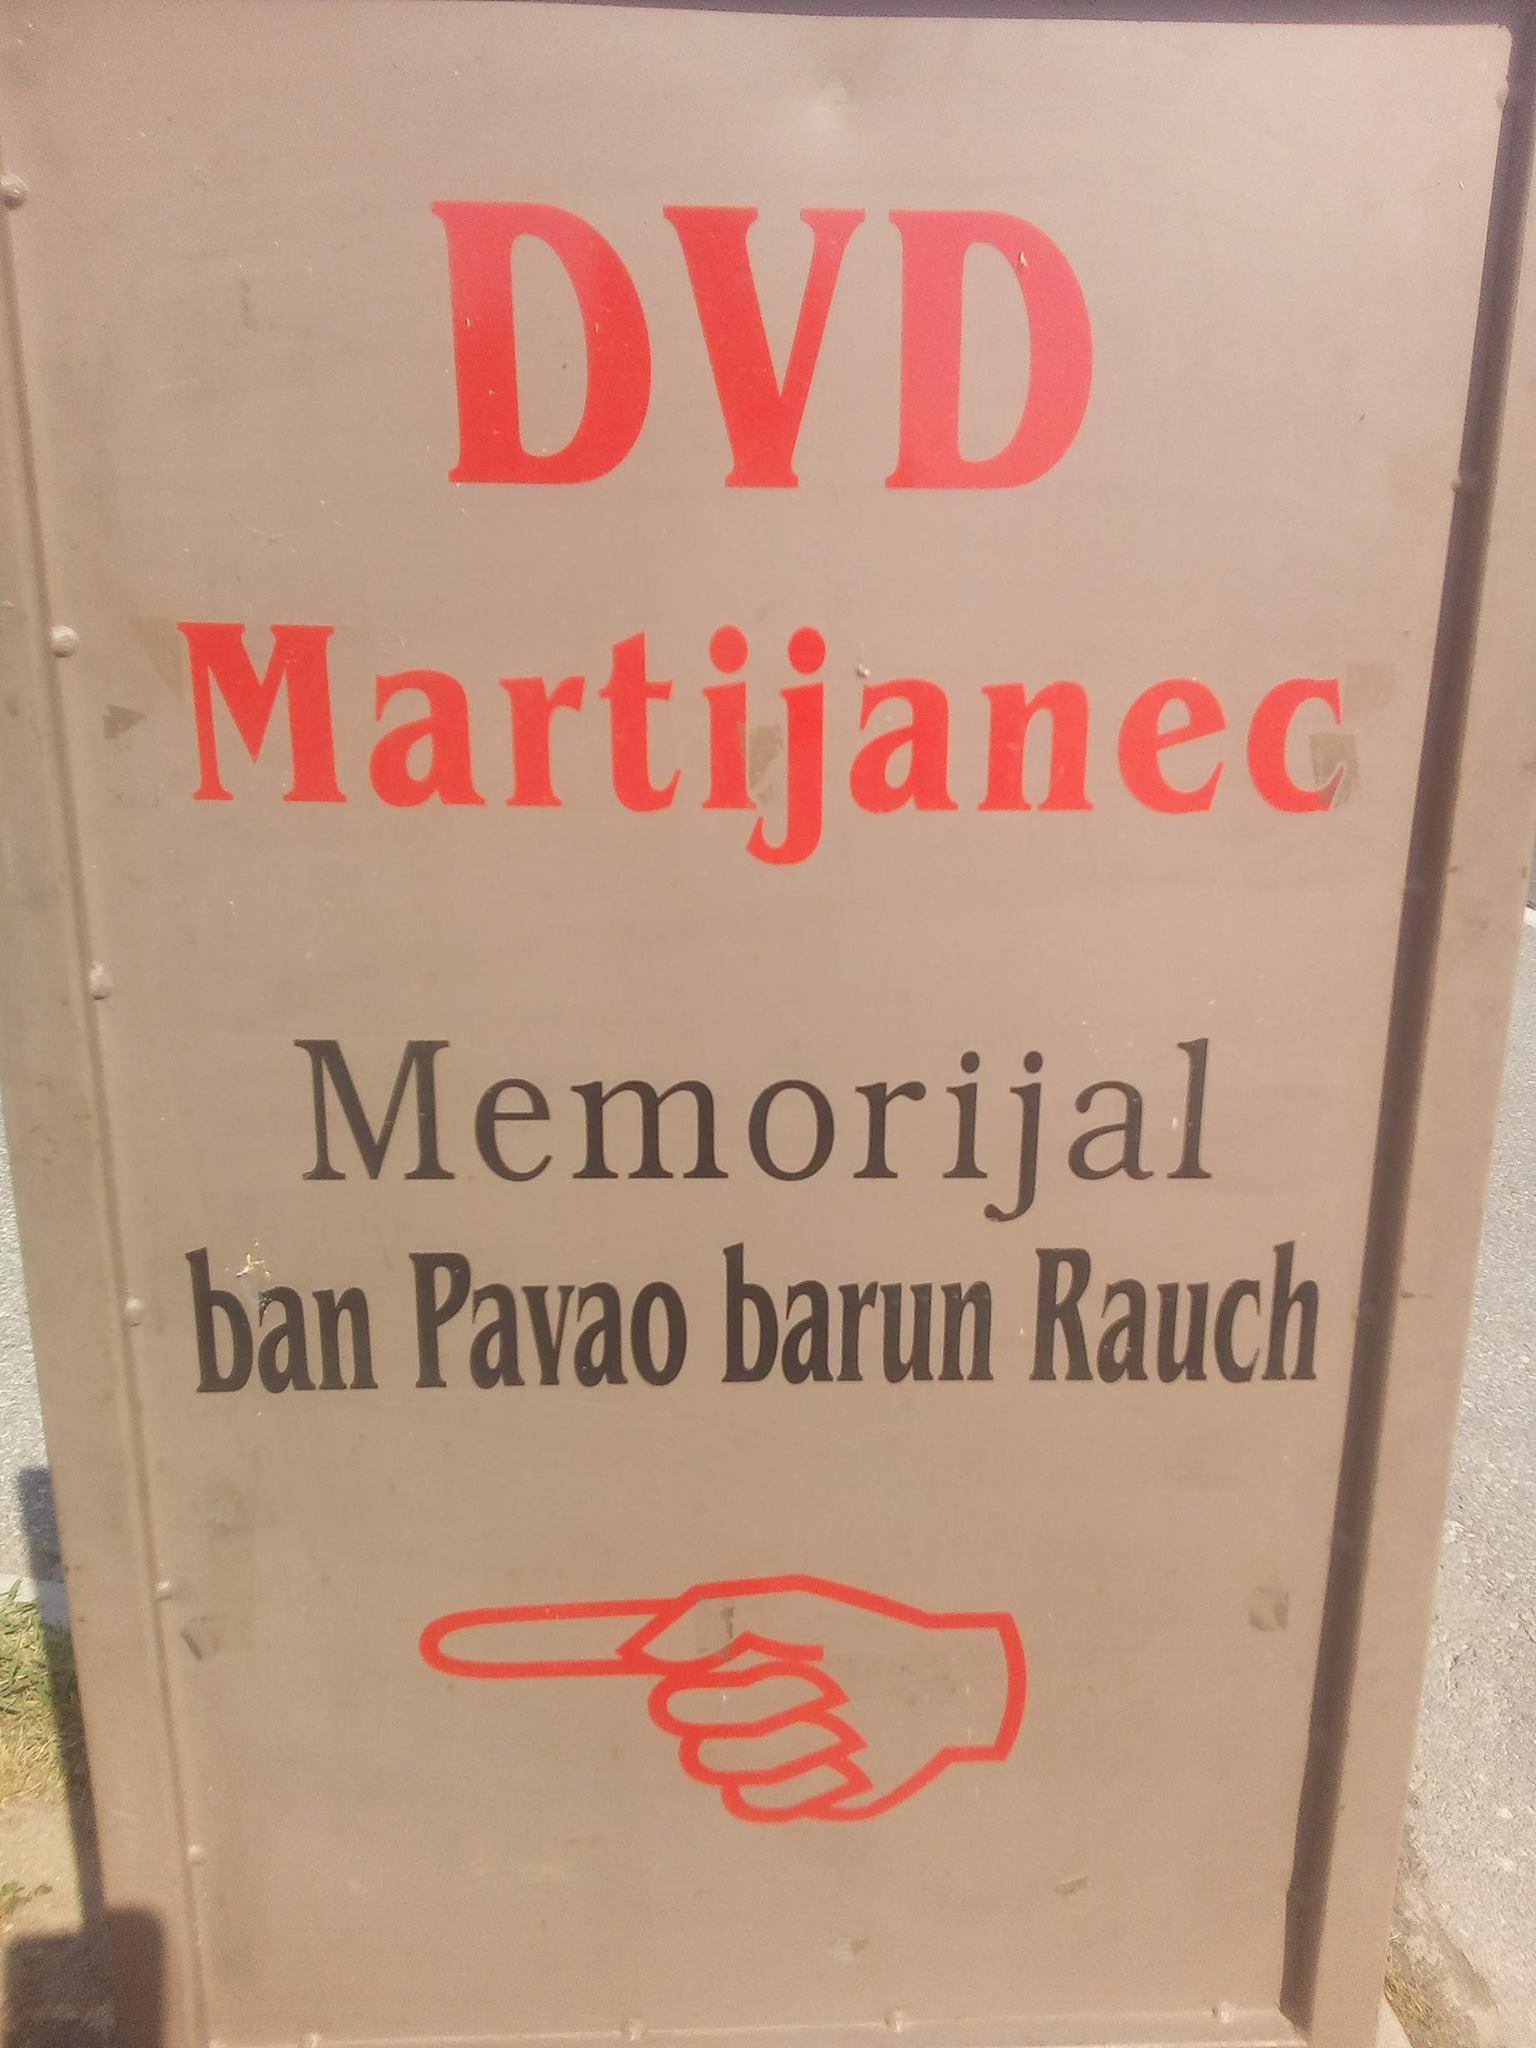 DVD
Martijanec
Memorijal
ban Pavao barun Rauch